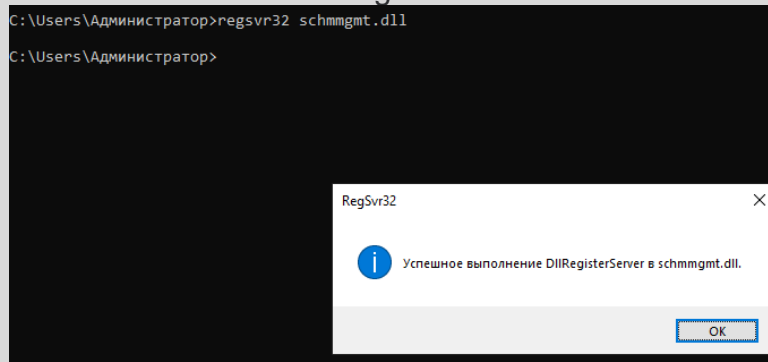 C:\Users\Администратор>regsvr32 schmmgmt.dll
C:\Users\Администратор>
RegSvr32
Успешное выполнение DllRegisterServer в schmmgmt.dll.
OK